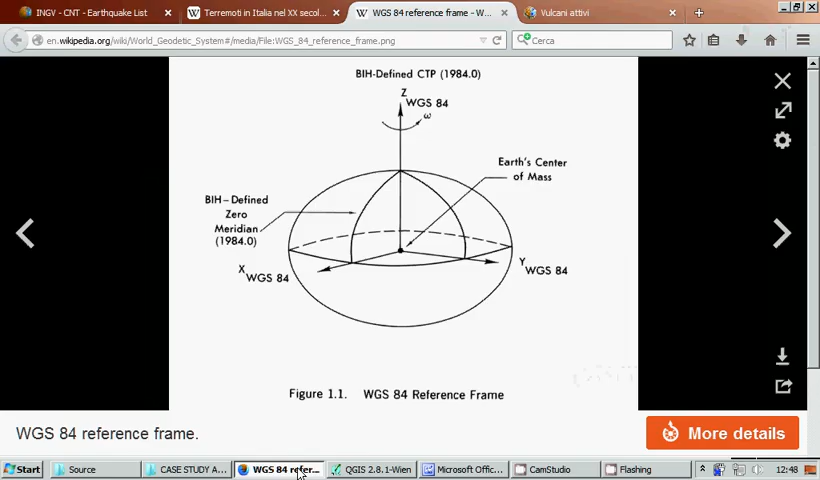 INGV - CNT - Earthquake List
Terremoti in Italia nel XX secol...
WGS 84 reference frame - W...
Vulcani attivi
en.wikipedia.org/wiki/World_Geodetic_System#/media/File:WGS_84_reference_frame.png
Cerca
BIH-Defined CTP (1984.0)
Z
WGS 84
ω
Earth's Center
of Mass
BIH-Defined
Zero
Meridian
(1984.0)
X
WGS 84
Y
WGS 84
Figure 1.1. WGS 84 Reference Frame
WGS 84 reference frame.
More details
Start
Source
CASE STUDY A...
WGS 84 refer...
QGIS 2.8.1-Wien
Microsoft Offic...
CamStudio
Flashing
12:48